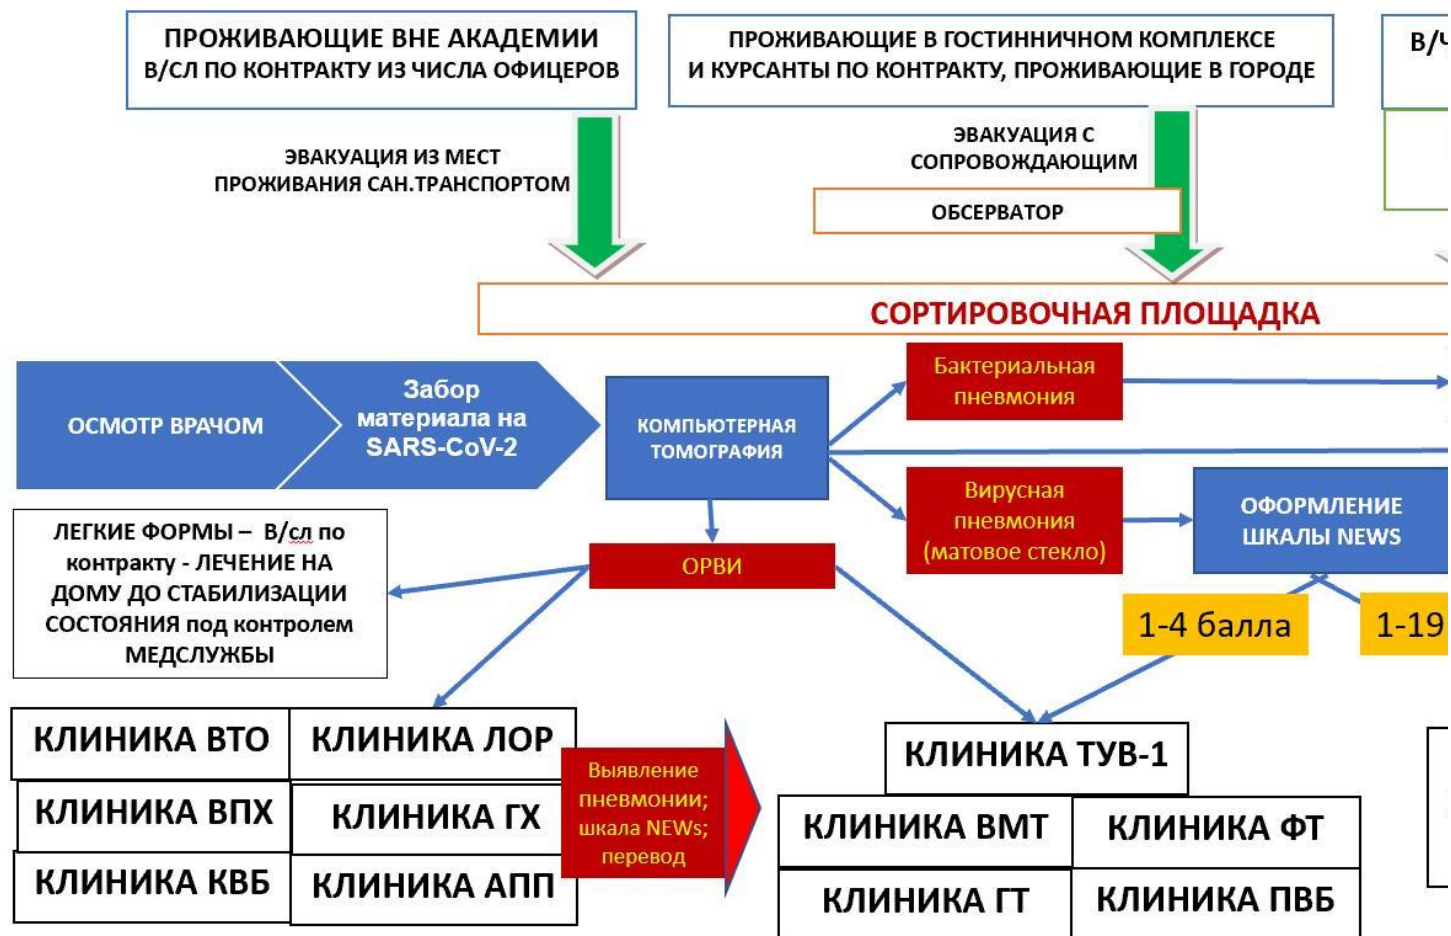 ПРОЖИВАЮЩИЕ ВНЕ АКАДЕМИИ
В/СЛ ПО КОНТРАКТУ ИЗ ЧИСЛА ОФИЦЕРОВ
ПРОЖИВАЮЩИЕ В ГОСТИННИЧНОМ КОМПЛЕКСЕ
И КУРСАНТЫ ПО КОНТРАКТУ, ПРОЖИВАЮЩИЕ В ГОРОДЕ
В/Ч
ЭВАКУАЦИЯ ИЗ МЕСТ
ПРОЖИВАНИЯ САН.ТРАНСПОРТОМ
ЭВАКУАЦИЯ С
СОПРОВОЖДАЮЩИМ
ОБСЕРВАТОР
СОРТИРОВОЧНАЯ ПЛОЩАДКА
ОСМОТР ВРАЧОМ
Забор
материала на
SARS-CoV-2
КОМПЬЮТЕРНАЯ
ТОМОГРАФИЯ
Бактериальная
пневмония
Вирусная
пневмония
(матовое стекло)
ОФОРМЛЕНИЕ
ШКАЛЫ NEWS
ЛЕГКИЕ ФОРМЫ – В/сл по
контракту - ЛЕЧЕНИЕ НА
ДОМУ ДО СТАБИЛИЗАЦИИ
СОСТОЯНИЯ под контролем
МЕДСЛУЖБЫ
ОРВИ
1-4 балла
1-19
КЛИНИКА ВТО
КЛИНИКА ЛОР
КЛИНИКА ВПХ
КЛИНИКА ГХ
КЛИНИКА КВБ
КЛИНИКА АПП
Выявление
пневмонии;
шкала NEWs;
перевод
КЛИНИКА ТУВ-1
КЛИНИКА ВМТ
КЛИНИКА ФТ
КЛИНИКА ГТ
КЛИНИКА ПВБ